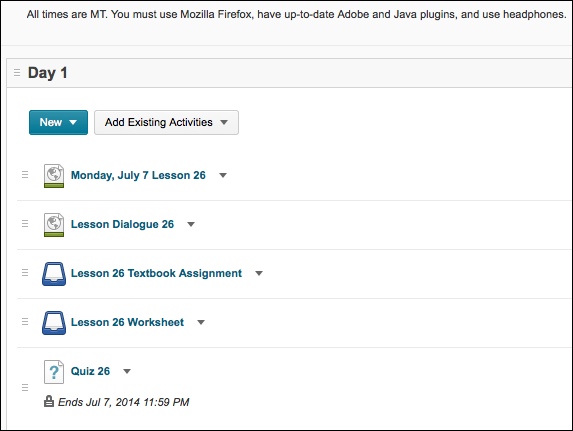 All times are MT. You must use Mozilla Firefox, have up-to-date Adobe and Java plugins, and use headphones.
Day 1
New Add Existing Activities
Monday, July 7 Lesson 26
Lesson Dialogue 26
Lesson 26 Textbook Assignment
Lesson 26 Worksheet
? Quiz 26
Ends Jul 7, 2014 11:59 PM